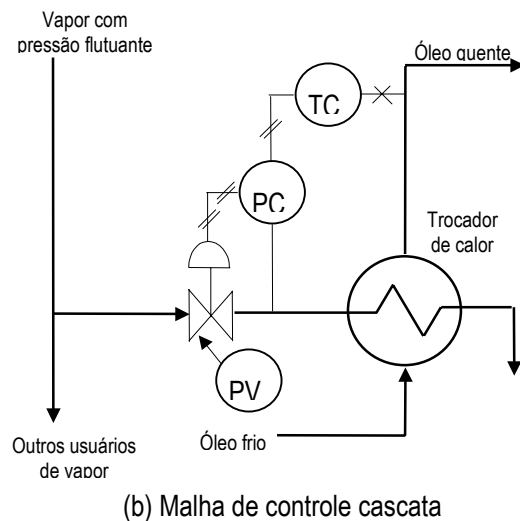 Vapor com
pressão flutuante
Óleo quente
TC
PC
Trocador
de calor
PV
Óleo frio
Outros usuários
de vapor
(b) Malha de controle cascata